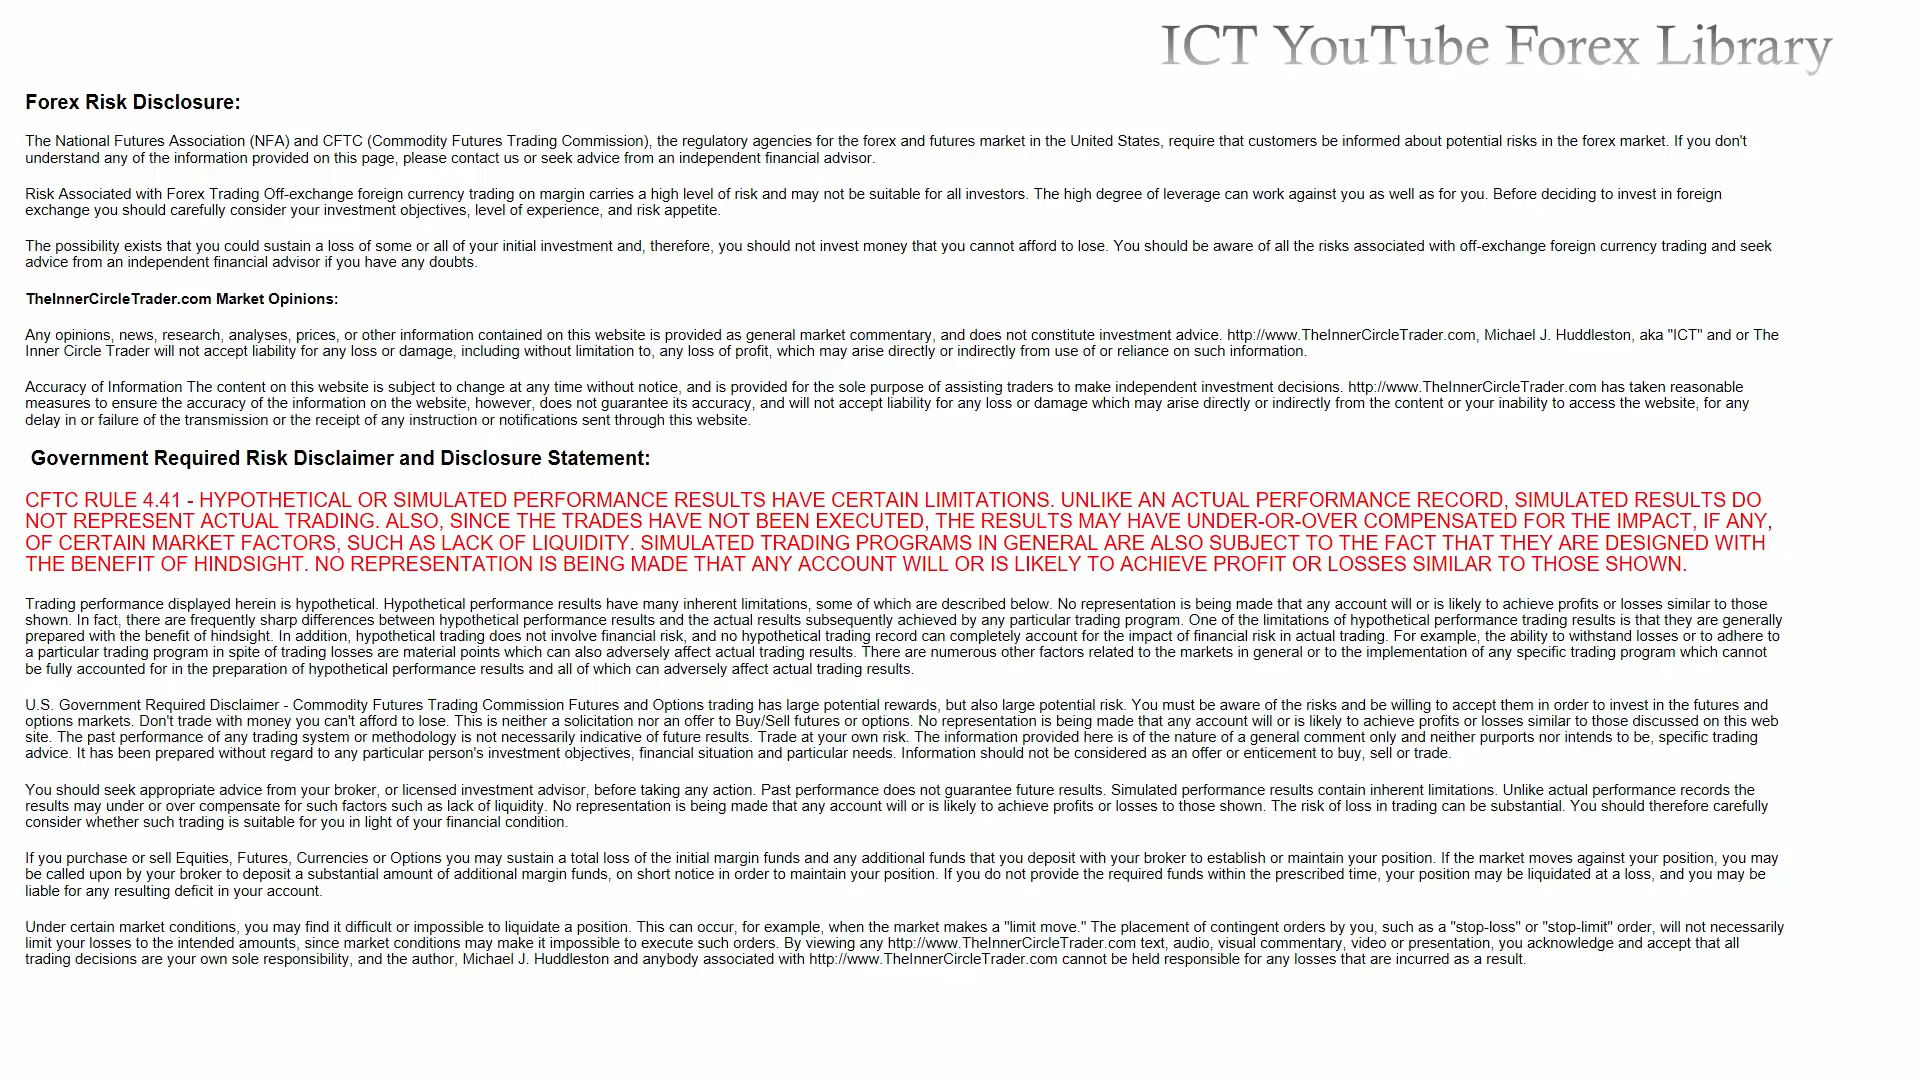 ICT YouTube Forex Library
Forex Risk Disclosure:
The National Futures Association (NFA) and CFTC (Commodity Futures Trading Commission), the regulatory agencies for the forex and futures market in the United States, require that customers be informed about potential risks in the forex market. If you don't
understand any of the information provided on this page, please contact us or seek advice from an independent financial advisor.
Risk Associated with Forex Trading Off-exchange foreign currency trading on margin carries a high level of risk and may not be suitable for all investors. The high degree of leverage can work against you as well as for you. Before deciding to invest in foreign
exchange you should carefully consider your investment objectives, level of experience, and risk appetite.
The possibility exists that you could sustain a loss of some or all of your initial investment and, therefore, you should not invest money that you cannot afford to lose. You should be aware of all the risks associated with off-exchange foreign currency trading and seek
advice from an independent financial advisor if you have any doubts.
TheInnerCircleTrader.com Market Opinions:
Any opinions, news, research, analyses, prices, or other information contained on this website is provided as general market commentary, and does not constitute investment advice. http://www.TheInnerCircleTrader.com, Michael J. Huddleston, aka "ICT" and or The
Inner Circle Trader will not accept liability for any loss or damage, including without limitation to, any loss of profit, which may arise directly or indirectly from use of or reliance on such information.
Accuracy of Information The content on this website is subject to change at any time without notice, and is provided for the sole purpose of assisting traders to make independent investment decisions. http://www.TheInnerCircleTrader.com has taken reasonable
measures to ensure the accuracy of the information on the website, however, does not guarantee its accuracy, and will not accept liability for any loss or damage which may arise directly or indirectly from the content or your inability to access the website, for any
delay in or failure of the transmission or the receipt of any instruction or notifications sent through this website.
Government Required Risk Disclaimer and Disclosure Statement:
CFTC RULE 4.41 - HYPOTHETICAL OR SIMULATED PERFORMANCE RESULTS HAVE CERTAIN LIMITATIONS. UNLIKE AN ACTUAL PERFORMANCE RECORD, SIMULATED RESULTS DO
NOT REPRESENT ACTUAL TRADING. ALSO, SINCE THE TRADES HAVE NOT BEEN EXECUTED, THE RESULTS MAY HAVE UNDER-OR-OVER COMPENSATED FOR THE IMPACT, IF ANY,
OF CERTAIN MARKET FACTORS, SUCH AS LACK OF LIQUIDITY. SIMULATED TRADING PROGRAMS IN GENERAL ARE ALSO SUBJECT TO THE FACT THAT THEY ARE DESIGNED WITH
THE BENEFIT OF HINDSIGHT. NO REPRESENTATION IS BEING MADE THAT ANY ACCOUNT WILL OR IS LIKELY TO ACHIEVE PROFIT OR LOSSES SIMILAR TO THOSE SHOWN.
Trading performance displayed herein is hypothetical. Hypothetical performance results have many inherent limitations, some of which are described below. No representation is being made that any account will or is likely to achieve profits or losses similar to those
shown. In fact, there are frequently sharp differences between hypothetical performance results and the actual results subsequently achieved by any particular trading program. One of the limitations of hypothetical performance trading results is that they are generally
prepared with the benefit of hindsight. In addition, hypothetical trading does not involve financial risk, and no hypothetical trading record can completely account for the impact of financial risk in actual trading. For example, the ability to withstand losses or to adhere to
a particular trading program in spite of trading losses are material points which can also adversely affect actual trading results. There are numerous other factors related to the markets in general or to the implementation of any specific trading program which cannot
be fully accounted for in the preparation of hypothetical performance results and all of which can adversely affect actual trading results.
U.S. Government Required Disclaimer - Commodity Futures Trading Commission Futures and Options trading has large potential rewards, but also large potential risk. You must be aware of the risks and be willing to accept them in order to invest in the futures and
options markets. Don't trade with money you can't afford to lose. This is neither a solicitation nor an offer to Buy/Sell futures or options. No representation is being made that any account will or is likely to achieve profits or losses similar to those discussed on this web
site. The past performance of any trading system or methodology is not necessarily indicative of future results. Trade at your own risk. The information provided here is of the nature of a general comment only and neither purports nor intends to be, specific trading
advice. It has been prepared without regard to any particular person's investment objectives, financial situation and particular needs. Information should not be considered as an offer or enticement to buy, sell or trade.
You should seek appropriate advice from your broker, or licensed investment advisor, before taking any action. Past performance does not guarantee future results. Simulated performance results contain inherent limitations. Unlike actual performance records the
results may under or over compensate for such factors such as lack of liquidity. No representation is being made that any account will or is likely to achieve profits or losses to those shown. The risk of loss in trading can be substantial. You should therefore carefully
consider whether such trading is suitable for you in light of your financial condition.
If you purchase or sell Equities, Futures, Currencies or Options you may sustain a total loss of the initial margin funds and any additional funds that you deposit with your broker to establish or maintain your position. If the market moves against your position, you may
be called upon by your broker to deposit a substantial amount of additional margin funds, on short notice in order to maintain your position. If you do not provide the required funds within the prescribed time, your position may be liquidated at a loss, and you may be
liable for any resulting deficit in your account.
Under certain market conditions, you may find it difficult or impossible to liquidate a position. This can occur, for example, when the market makes a "limit move." The placement of contingent orders by you, such as a "stop-loss" or "stop-limit" order, will not necessarily
limit your losses to the intended amounts, since market conditions may make it impossible to execute such orders. By viewing any http://www.TheInnerCircleTrader.com text, audio, visual commentary, video or presentation, you acknowledge and accept that all
trading decisions are your own sole responsibility, and the author, Michael J. Huddleston and anybody associated with http://www.TheInnerCircleTrader.com cannot be held responsible for any losses that are incurred as a result.